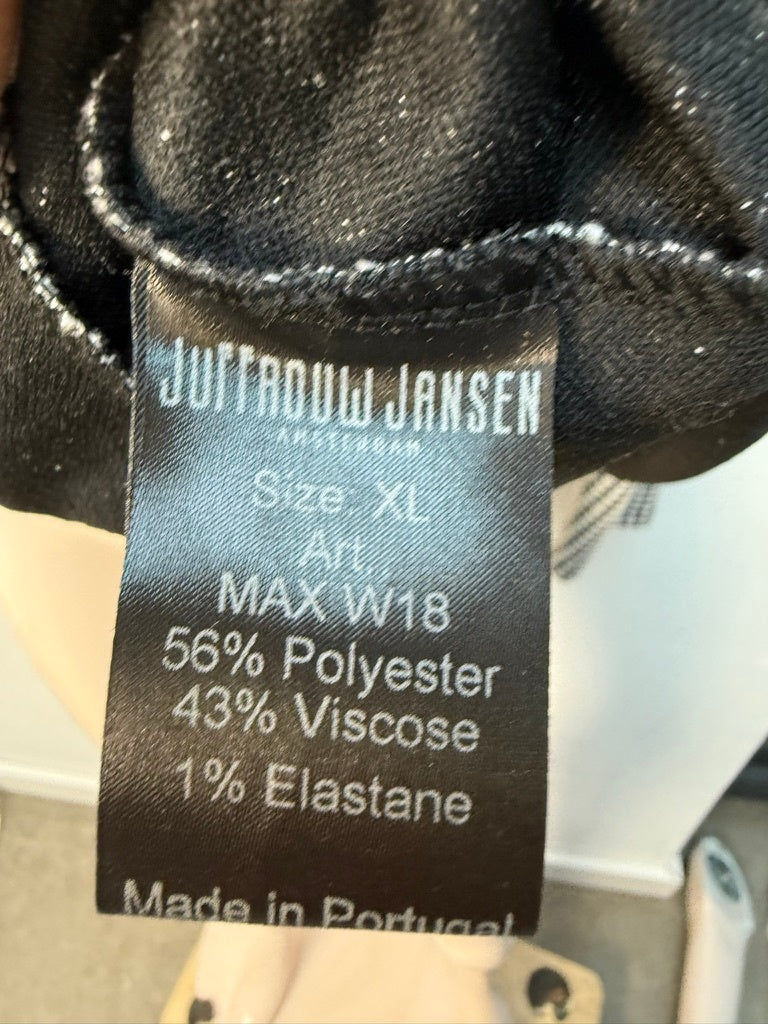 JUFFROUW JANSEN
AMSTERDAM
Size XL
Art.
MAX W18
56% Polyester
43% Viscose
1% Elastane
Made in Portugal